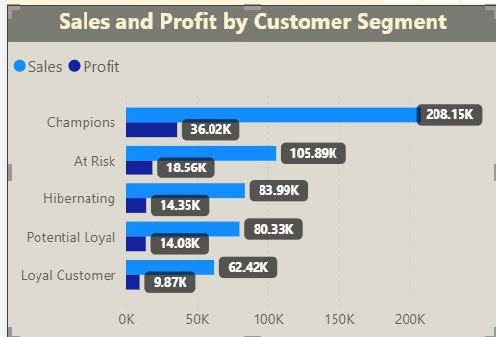 Sales and Profit by Customer Segment
Sales Profit
Champions 208.15K
36.02K
At Risk 105.89K
18.56K
Hibernating 83.99K
14.35K
Potential Loyal 80.33K
14.08K
Loyal Customer 62.42K
9.87K
0K 50K 100K 150K 200K